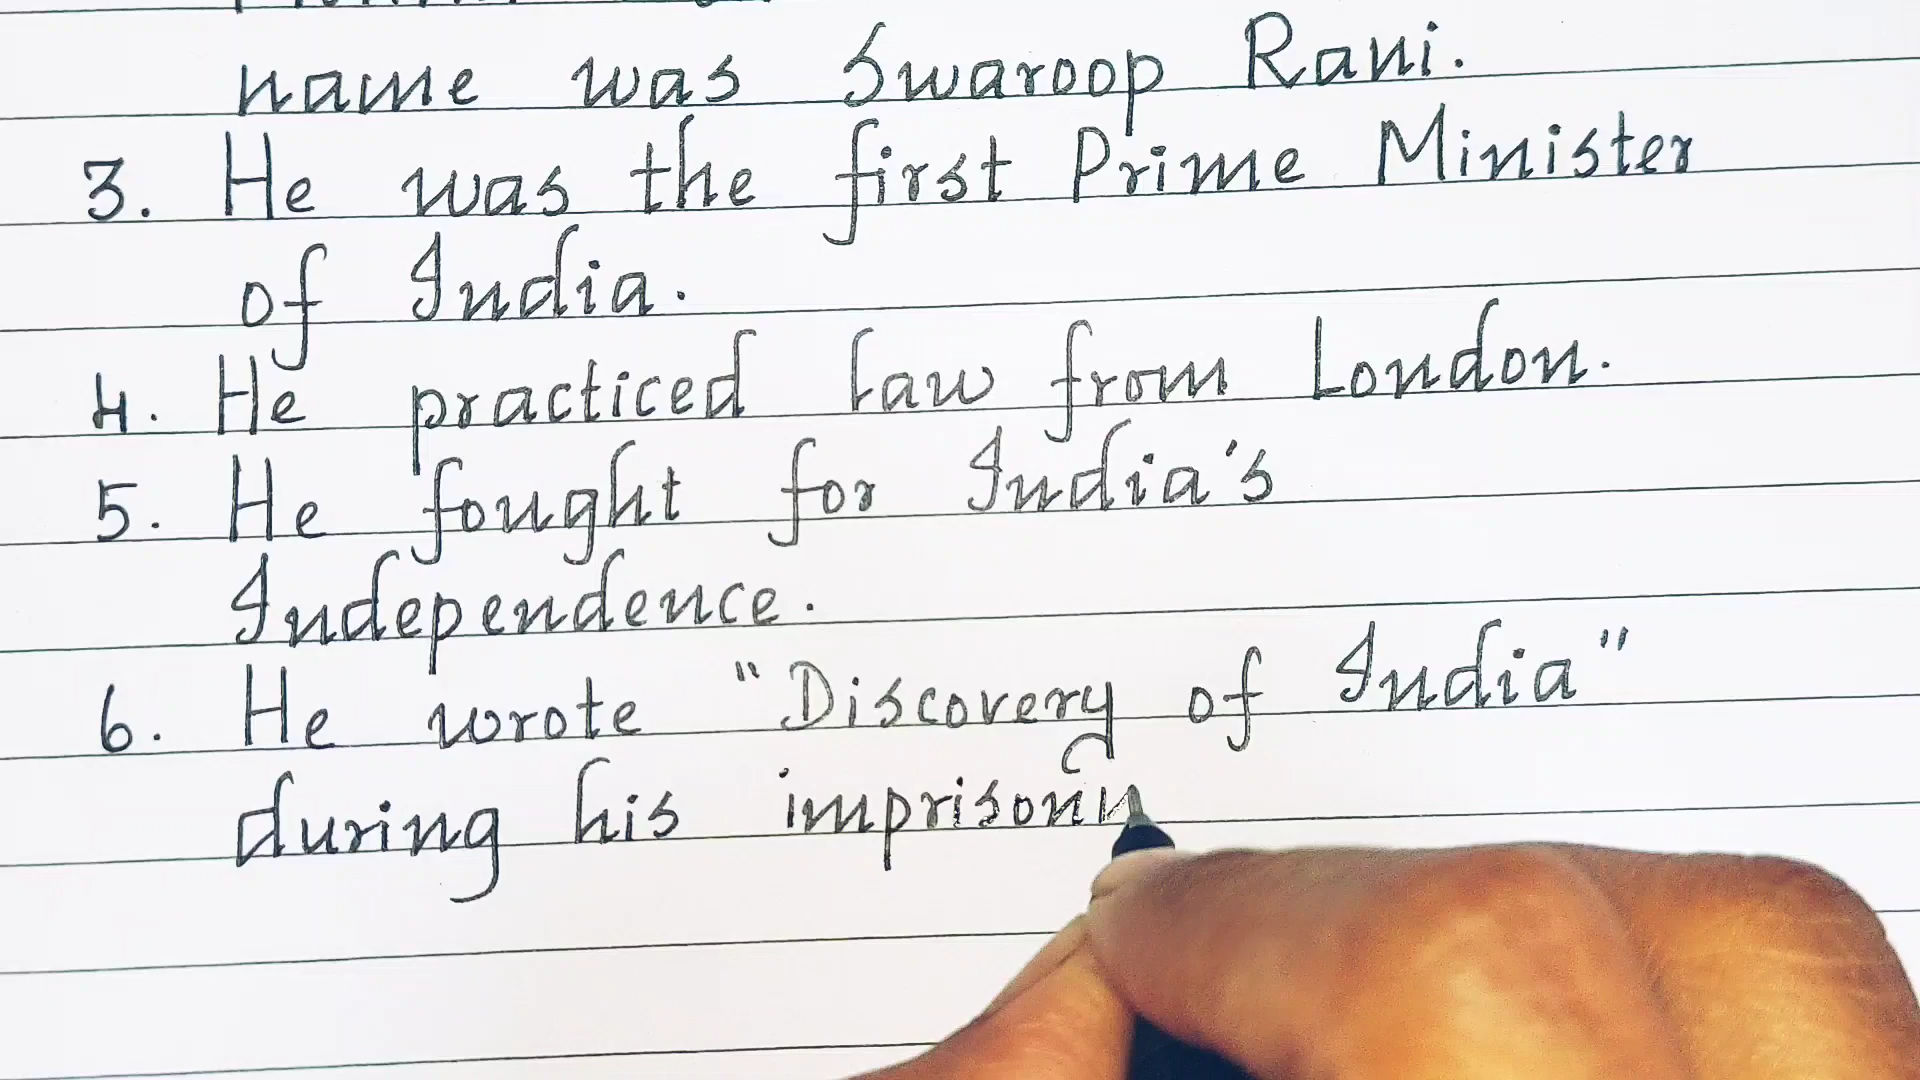 name was Swaroop Rani.
3. He was the first Prime Minister
of India.
4. He practiced law from London.
5. He fought for India's
Independence.
6. He wrote "Discovery of India"
during his